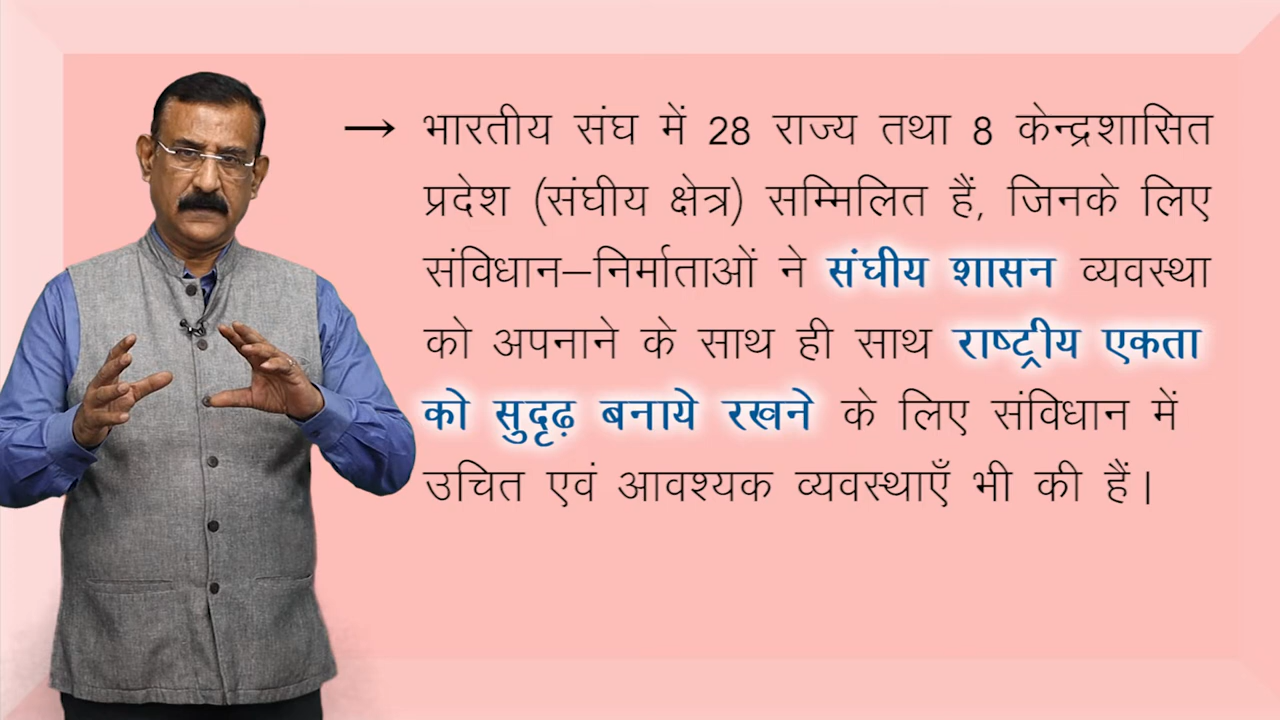 → भारतीय संघ में 28 राज्य तथा 8 केन्द्रशासित
प्रदेश (संघीय क्षेत्र) सम्मिलित हैं, जिनके लिए
संविधान–निर्माताओं ने संघीय शासन व्यवस्था
को अपनाने के साथ ही साथ राष्ट्रीय एकता
को सुदृढ़ बनाये रखने के लिए संविधान में
उचित एवं आवश्यक व्यवस्थाएँ भी की हैं।